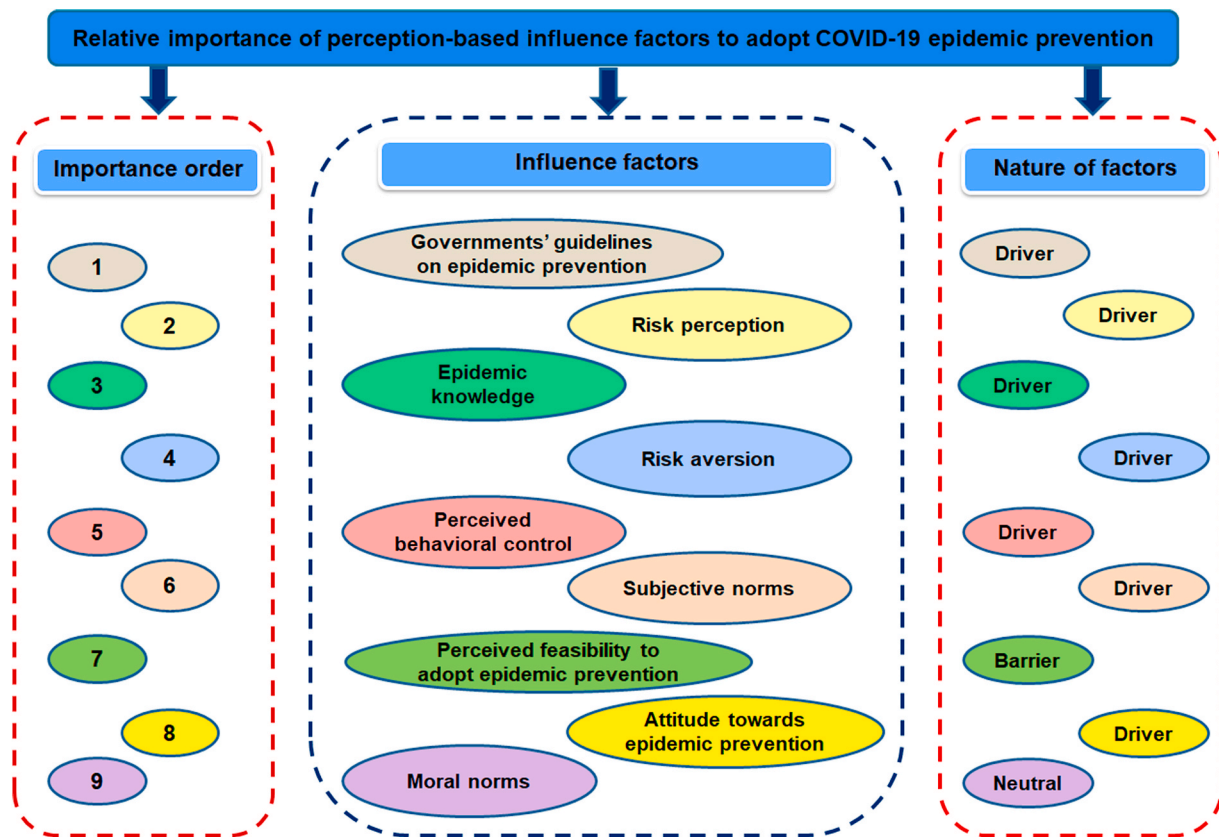 Relative importance of perception-based influence factors to adopt COVID-19 epidemic prevention
Importance order
Influence factors
Nature of factors
1
Governments’ guidelines
on epidemic prevention
Driver
2
Risk perception
Driver
3
Epidemic
knowledge
Driver
4
Risk aversion
Driver
5
Perceived
behavioral control
Driver
6
Subjective norms
Driver
7
Perceived feasibility to
adopt epidemic prevention
Barrier
8
Attitude towards
epidemic prevention
Driver
9
Moral norms
Neutral